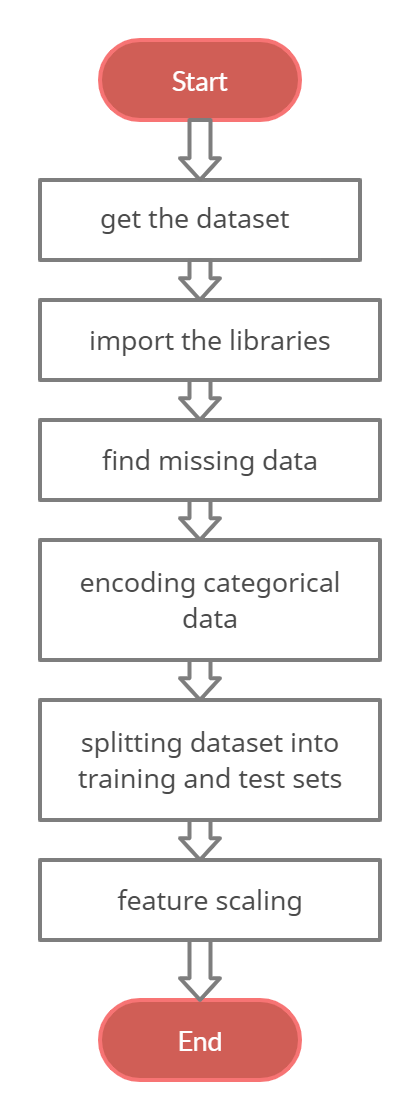 Start
get the dataset
import the libraries
find missing data
encoding categorical
data
splitting dataset into
training and test sets
feature scaling
End